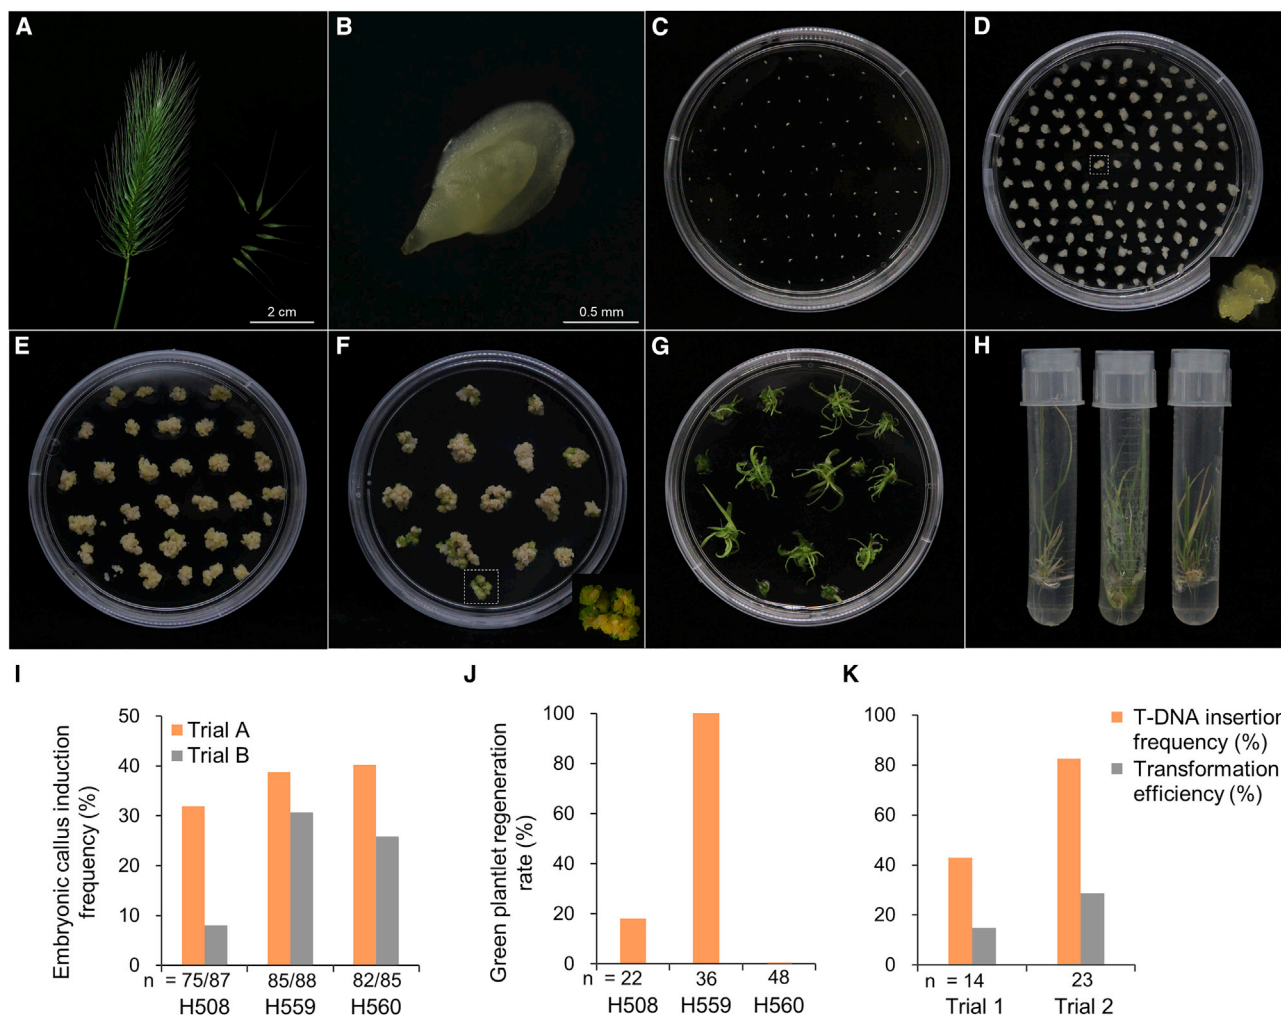 A
B
C
D
2 cm
0.5 mm
E
F
G
H
I
Embryonic callus induction
frequency (%)
50
40
30
20
10
0
Trial A
Trial B
n = 75/87 85/88 82/85
H508 H559 H560
J
Green plantlet regeneration
rate (%)
100
80
60
40
20
0
n = 22 36 48
H508 H559 H560
K
100
80
60
40
20
0
T-DNA insertion
frequency (%)
Transformation
efficiency (%)
n = 14 23
Trial 1 Trial 2